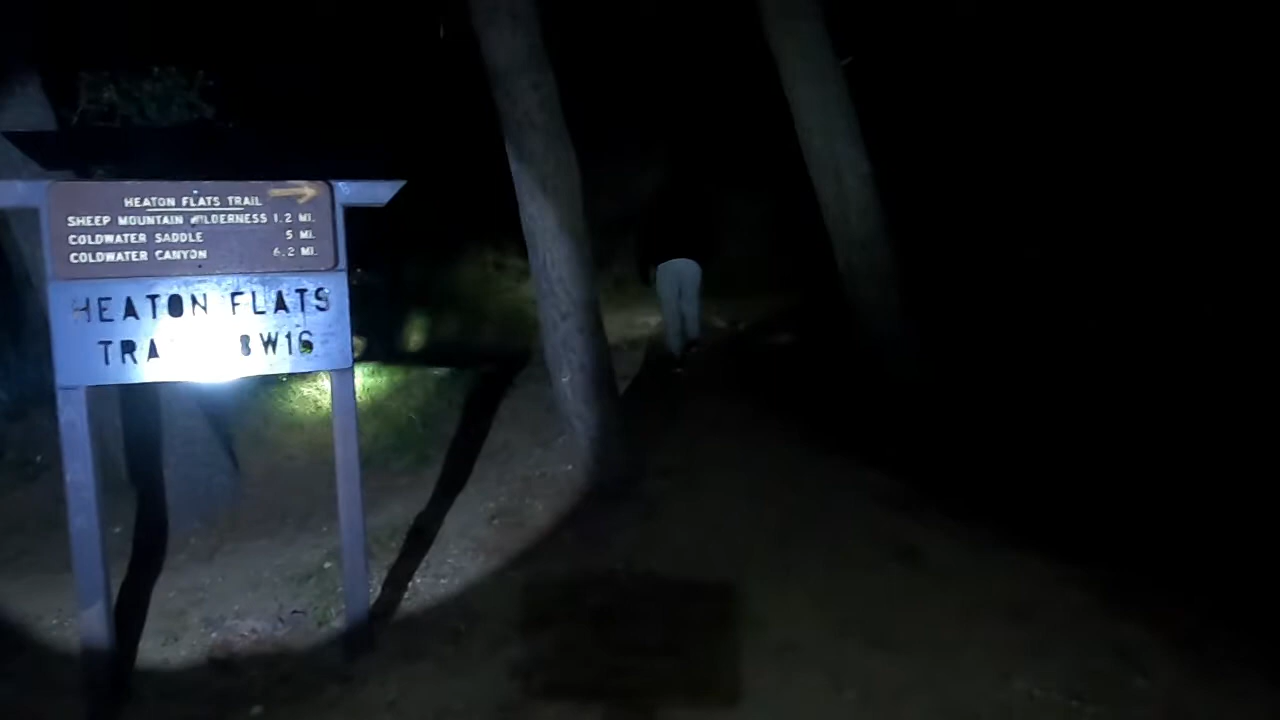 HEATON FLATS TRAIL
SHEEP MOUNTAIN WILDERNESS 1.2 MI.
COLDWATER SADDLE 5 MI.
COLDWATER CANYON 6.2 MI.
HEATON FLATS
TRA 8W16